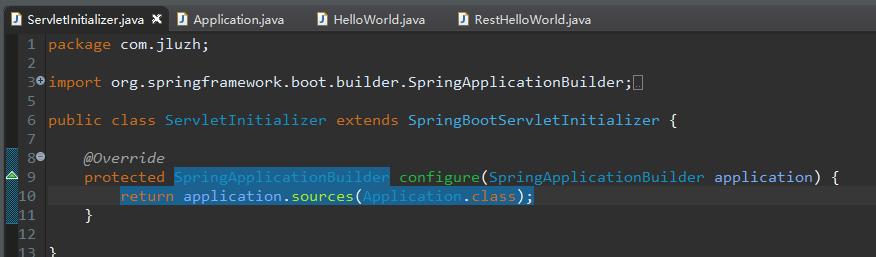 ServletInitializer.java Application.java HelloWorld.java RestHelloWorld.java
1 package com.jluzh;
2
3 import org.springframework.boot.builder.SpringApplicationBuilder;
5
6 public class ServletInitializer extends SpringBootServletInitializer {
7
8 @Override
9 protected SpringApplicationBuilder configure(SpringApplicationBuilder application) {
10 return application.sources(Application.class);
11 }
12
13 }